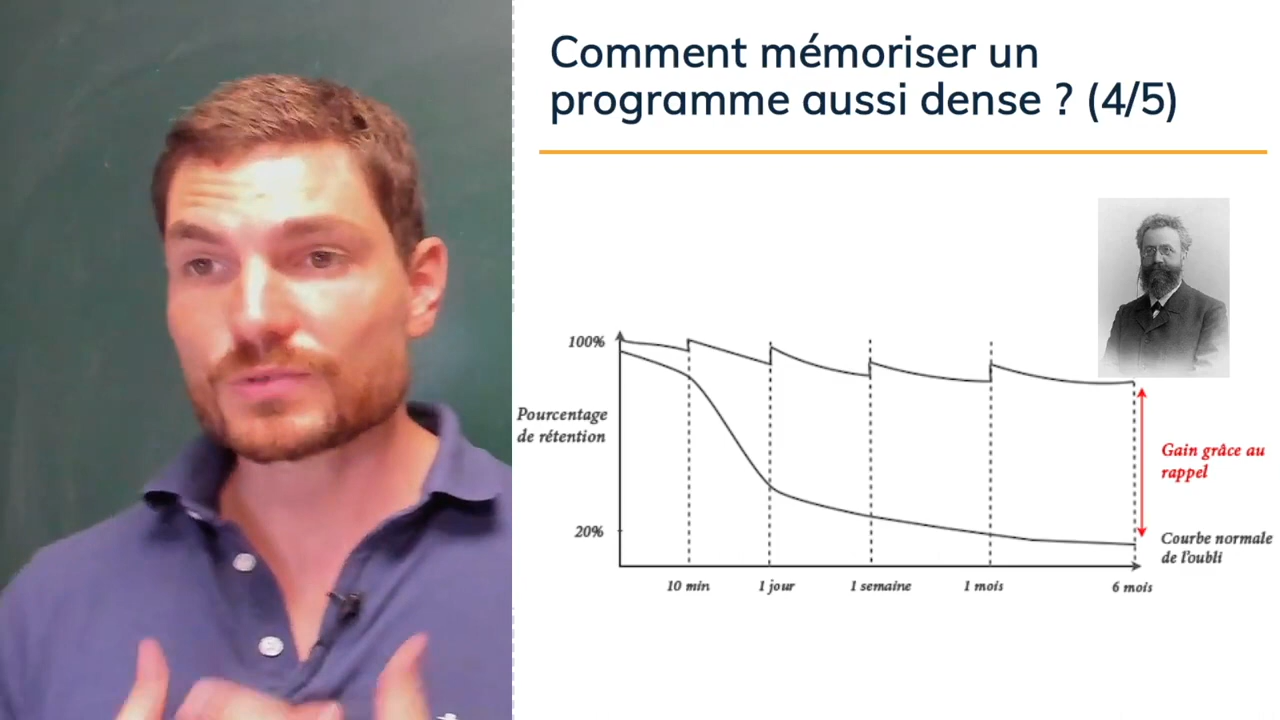 Comment mémoriser un
programme aussi dense ? (4/5)
100%
Pourcentage
de rétention
20%
10 min
1 jour
1 semaine
1 mois
6 mois
Gain grâce au
rappel
Courbe normale
de l'oubli